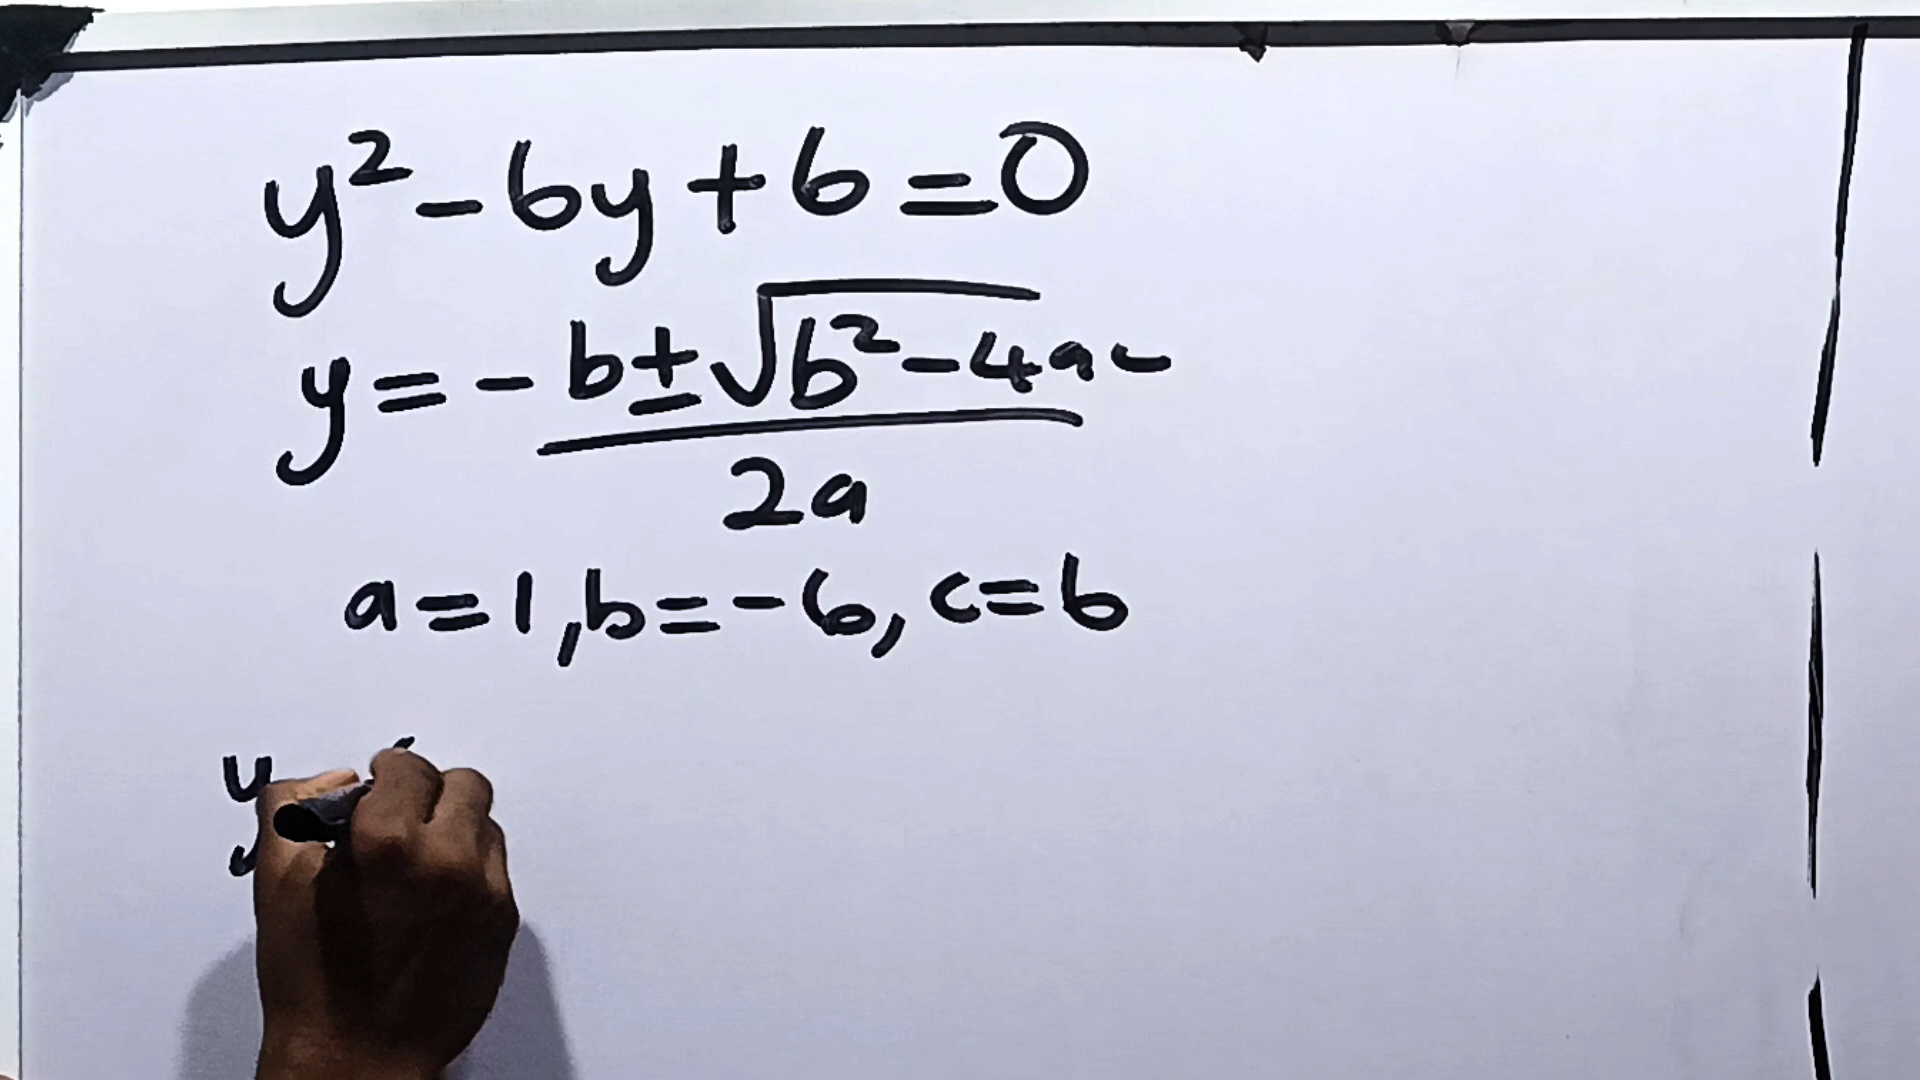 y² - 6y + 6 = 0
y = - b ± √b² - 4ac
2a
a = 1, b = -6, c = 6
y